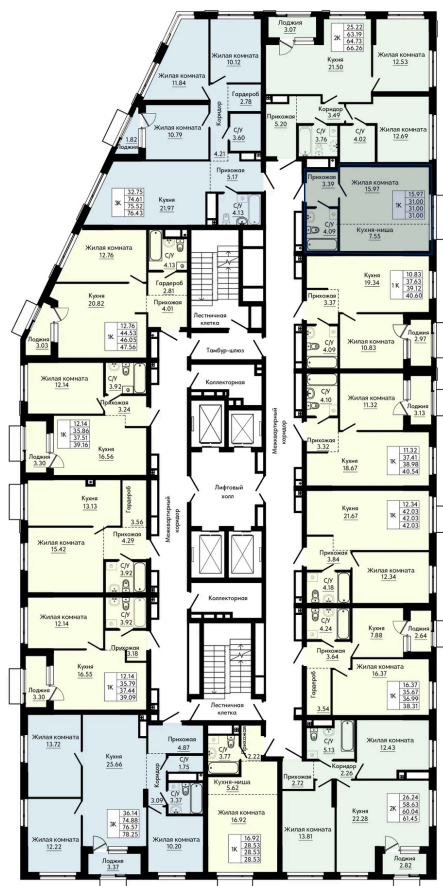 Лоджия
3.07
2К
25.22
63.19
64.73
66.26
Кухня
21.50
Жилая комната
12.53
Жилая комната
10.12
Жилая комната
11.84
Гардероб
2.78
Коридор
4.21
Жилая комната
10.79
1.82
Лоджия
С/У
3.60
Прихожая
5.20
Коридор
3.49
С/У
3.76
С/У
4.02
Жилая комната
12.69
3К
32.75
74.61
75.52
76.43
Кухня
21.97
Прихожая
5.17
С/У
4.13
Прихожая
3.39
Жилая комната
15.97
1К
15.97
31.00
31.00
31.00
С/У
4.09
Кухня-ниша
7.55
Жилая комната
12.76
С/У
4.13
Гардероб
2.81
Прихожая
4.01
Кухня
20.82
1К
12.76
44.53
46.05
47.56
Лоджия
3.03
Лестничная
клетка
Тамбур-шлюз
Коллекторная
Кухня
19.34
1К
10.83
37.63
39.12
40.60
Прихожая
3.37
С/У
4.09
Жилая комната
10.83
Лоджия
2.97
Жилая комната
12.14
С/У
3.92
Прихожая
3.24
1К
12.14
35.86
37.51
39.16
Кухня
16.56
Лоджия
3.30
Межквартирный
коридор
С/У
4.10
Жилая комната
11.32
Лоджия
3.13
Прихожая
3.32
Кухня
18.67
1К
11.32
37.41
38.98
40.54
Кухня
13.13
Гардероб
3.56
Прихожая
4.29
Жилая комната
15.42
С/У
3.92
Межквартирный
коридор
Лифтовый
холл
Кухня
21.67
1К
12.34
42.03
42.03
42.03
Прихожая
3.84
С/У
4.18
Жилая комната
12.34
Коллекторная
Жилая комната
12.14
С/У
3.92
Прихожая
3.18
Кухня
16.55
1К
12.14
35.79
37.44
39.09
Лоджия
3.30
С/У
4.24
Кухня
7.88
Лоджия
2.64
Прихожая
3.64
Жилая комната
16.37
Гардероб
3.54
1К
16.37
35.67
36.99
38.31
Лестничная
клетка
Жилая комната
13.72
Кухня
25.66
Прихожая
4.87
С/У
1.75
Коридор
3.09
С/У
3.37
3К
36.14
74.88
76.57
78.25
Жилая комната
12.22
Лоджия
3.37
Жилая комната
10.20
С/У
3.77
Прихожая
2.22
Кухня-ниша
5.62
Жилая комната
16.92
1К
16.92
28.53
28.53
28.53
С/У
5.13
Жилая комната
12.43
Коридор
2.26
Прихожая
2.72
Жилая комната
13.81
Кухня
22.28
2К
26.24
58.63
60.04
61.45
Лоджия
2.82